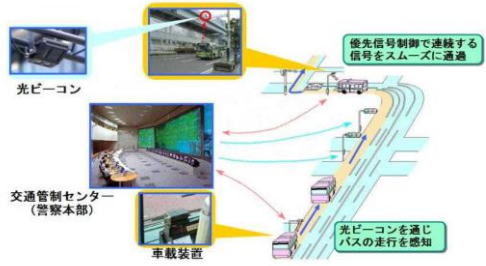 優先信号制御で連続する
信号をスムーズに通過
光ビーコン
交通管制センター
（警察本部）
車載装置
光ビーコンを通じ
バスの走行を感知